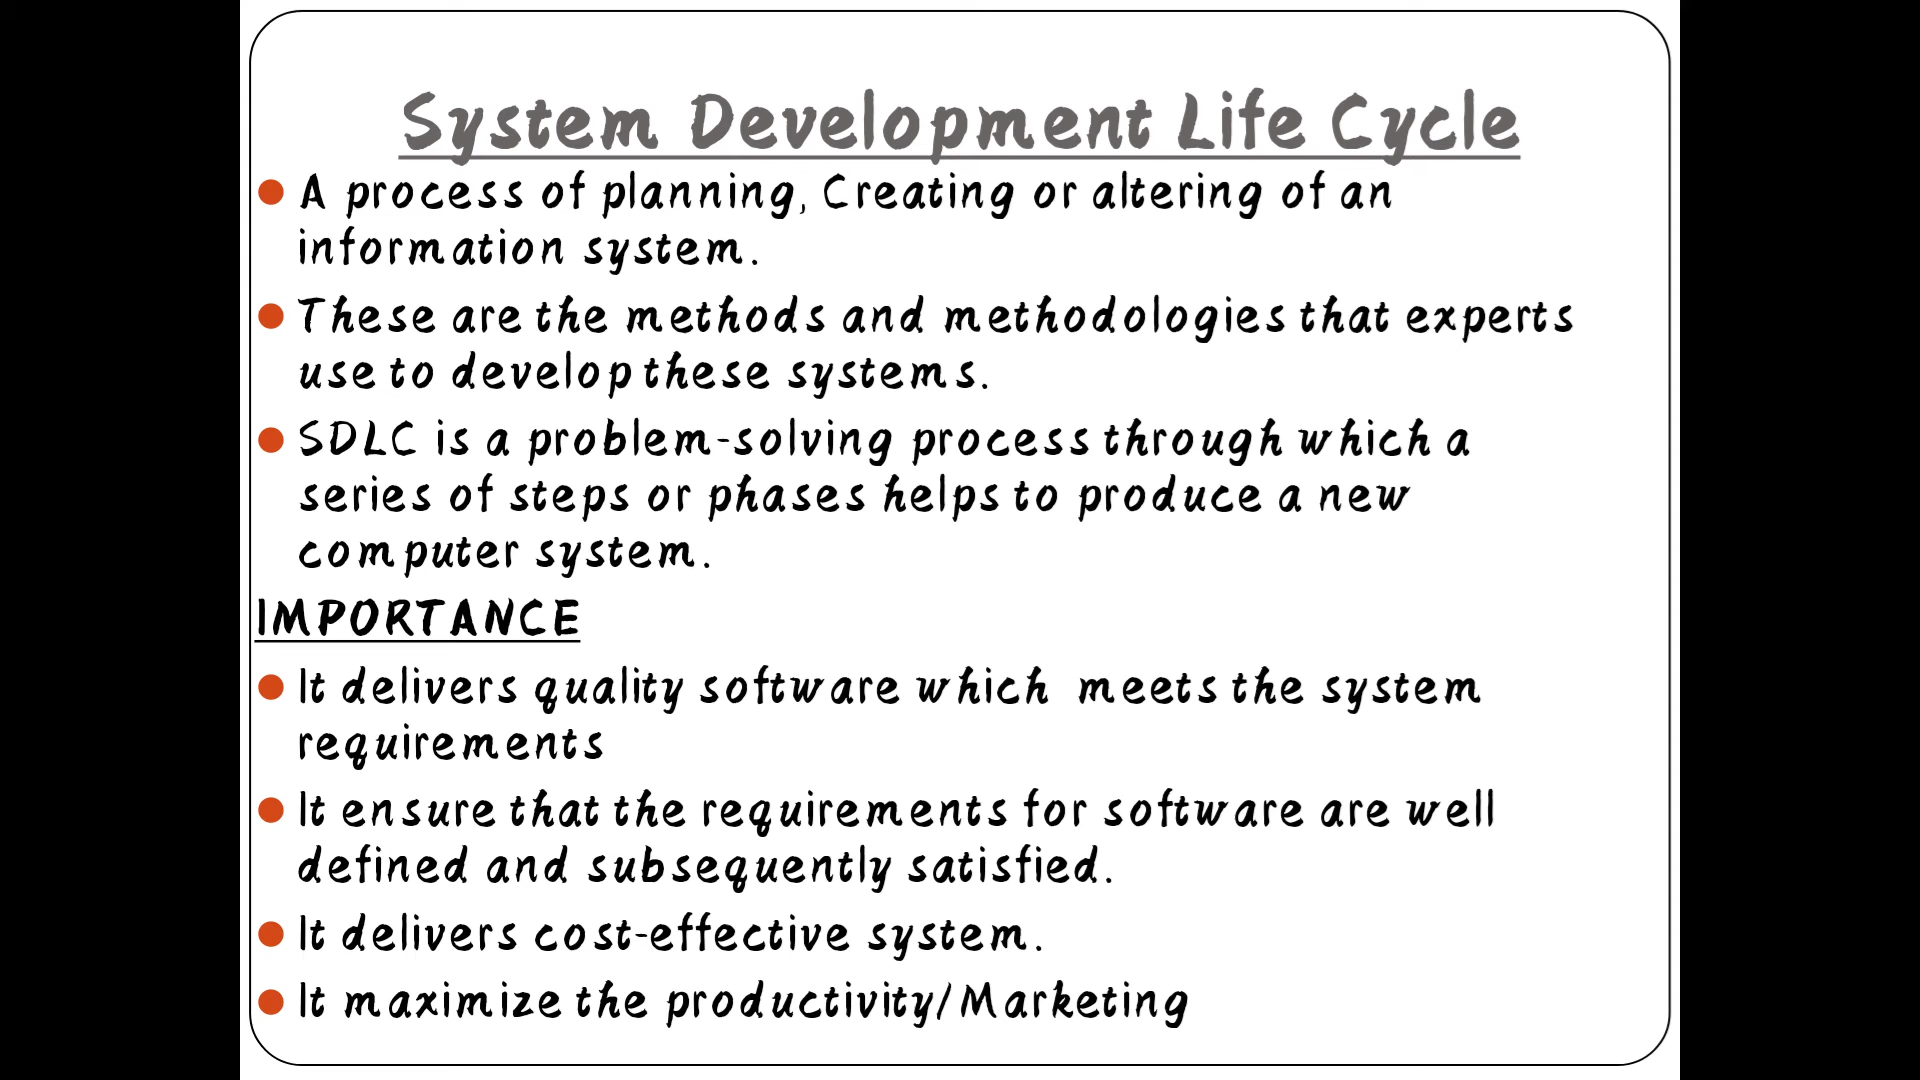 System Development Life Cycle
A process of planning, Creating or altering of an
information system.
These are the methods and methodologies that experts
use to develop these systems.
SDLC is a problem-solving process through which a
series of steps or phases helps to produce a new
computer system.
IMPORTANCE
It delivers quality software which meets the system
requirements
It ensure that the requirements for software are well
defined and subsequently satisfied.
It delivers cost-effective system.
It maximize the productivity/Marketing